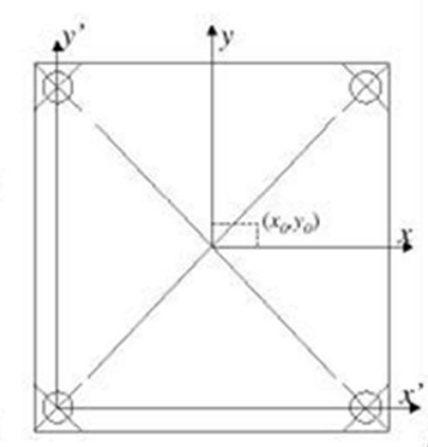 y'
y
(x₀,y₀)
x
x'